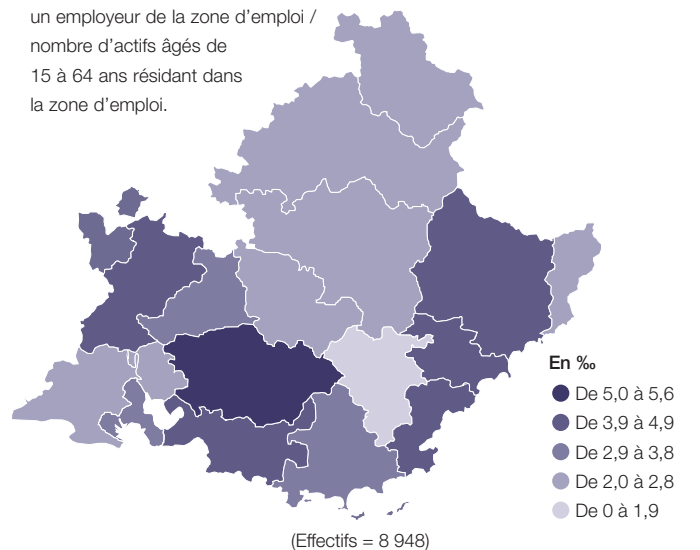 un employeur de la zone d'emploi /
nombre d'actifs âgés de
15 à 64 ans résidant dans
la zone d'emploi.
En ‰
De 5,0 à 5,6
De 3,9 à 4,9
De 2,9 à 3,8
De 2,0 à 2,8
De 0 à 1,9
(Effectifs = 8 948)